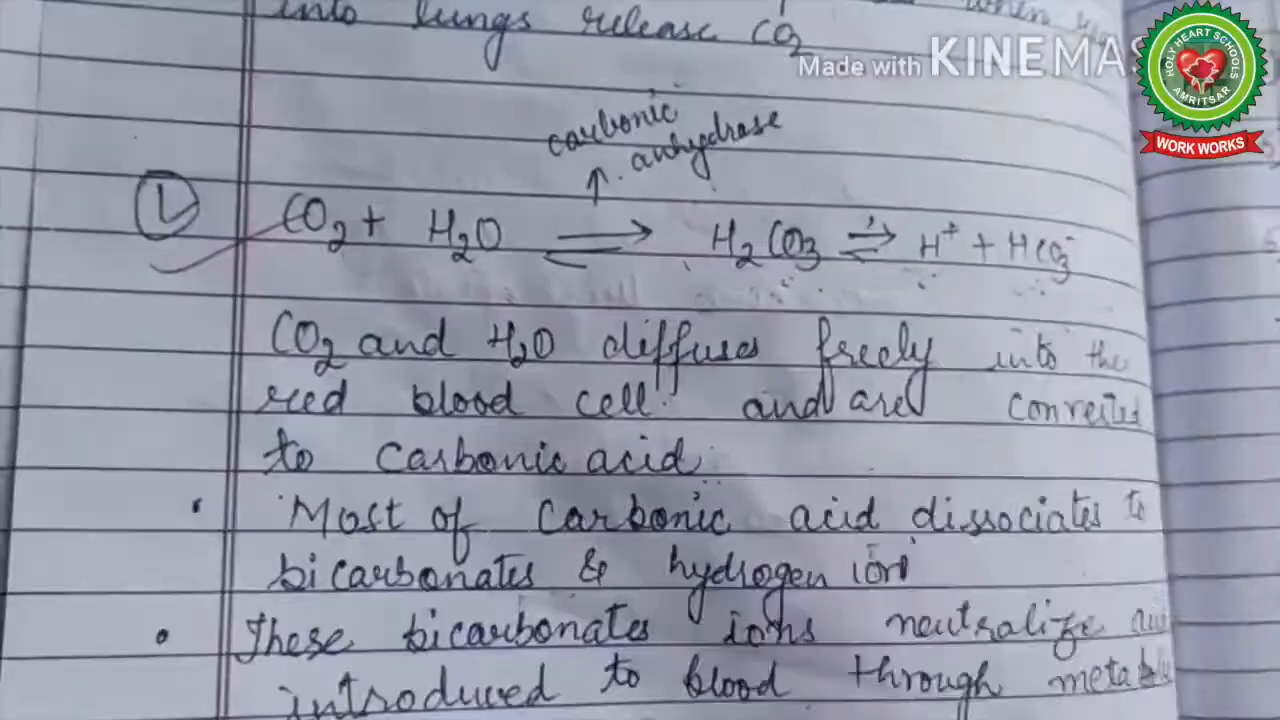 into lungs release CO2 when
Made with KINEMAS
HOLY HEART SCHOOLS
AMRITSAR
WORK WORKS
carbonic
anhydrase
1 CO2 + H2O ⇌ H2CO3 ⇌ H+ + HCO3-
CO2 and H2O diffuses freely into the
red blood cell and are converted
to carbonic acid
Most of carbonic acid dissociates to
bicarbonates & hydrogen ion
These bicarbonates ions neutralize
introduced to blood through